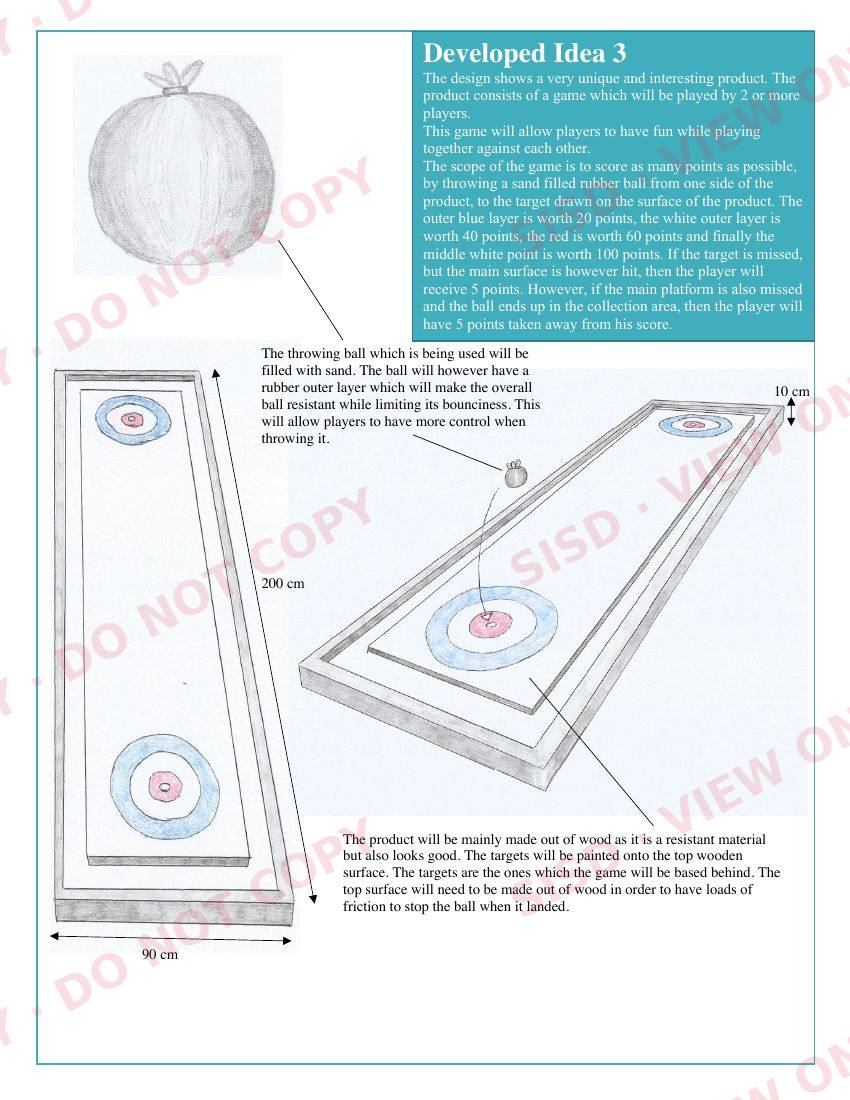 Developed Idea 3
The design shows a very unique and interesting product. The
product consists of a game which will be played by 2 or more
players.
This game will allow players to have fun while playing
together against each other.
The scope of the game is to score as many points as possible,
by throwing a sand filled rubber ball from one side of the
product, to the target drawn on the surface of the product. The
outer blue layer is worth 20 points, the white outer layer is
worth 40 points, the red is worth 60 points and finally the
middle white point is worth 100 points. If the target is missed,
but the main surface is however hit, then the player will
receive 5 points. However, if the main platform is also missed
and the ball ends up in the collection area, then the player will
have 5 points taken away from his score.
The throwing ball which is being used will be
filled with sand. The ball will however have a
rubber outer layer which will make the overall
ball resistant while limiting its bounciness. This
will allow players to have more control when
throwing it.
10 cm
200 cm
The product will be mainly made out of wood as it is a resistant material
but also looks good. The targets will be painted onto the top wooden
surface. The targets are the ones which the game will be based behind. The
top surface will need to be made out of wood in order to have loads of
friction to stop the ball when it landed.
90 cm
Y · DO NOT COPY
SISD · VIEW ON
Y · DO NOT COPY
SISD · VIEW ON
Y · DO NOT COPY
SISD · VIEW ON